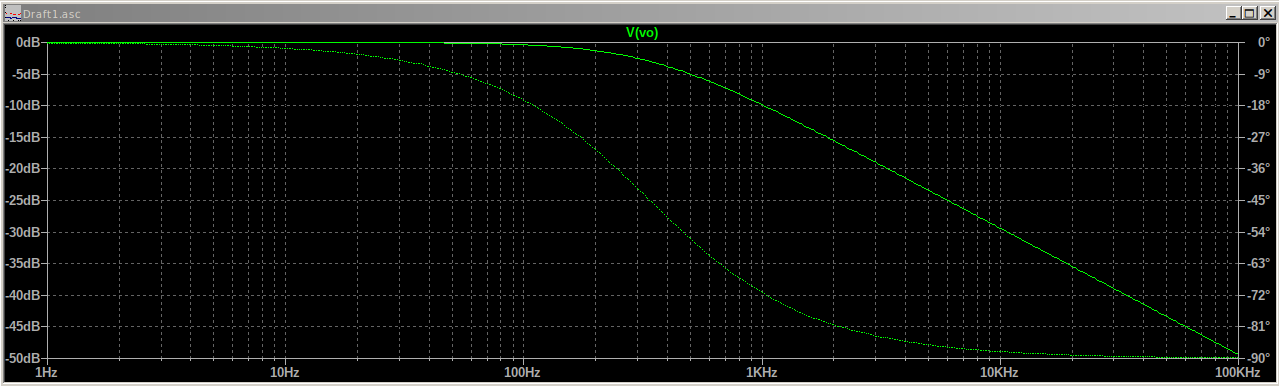 Draft1.asc
V(vo)
0dB 0°
-5dB -9°
-10dB -18°
-15dB -27°
-20dB -36°
-25dB -45°
-30dB -54°
-35dB -63°
-40dB -72°
-45dB -81°
-50dB -90°
1Hz 10Hz 100Hz 1KHz 10KHz 100KHz